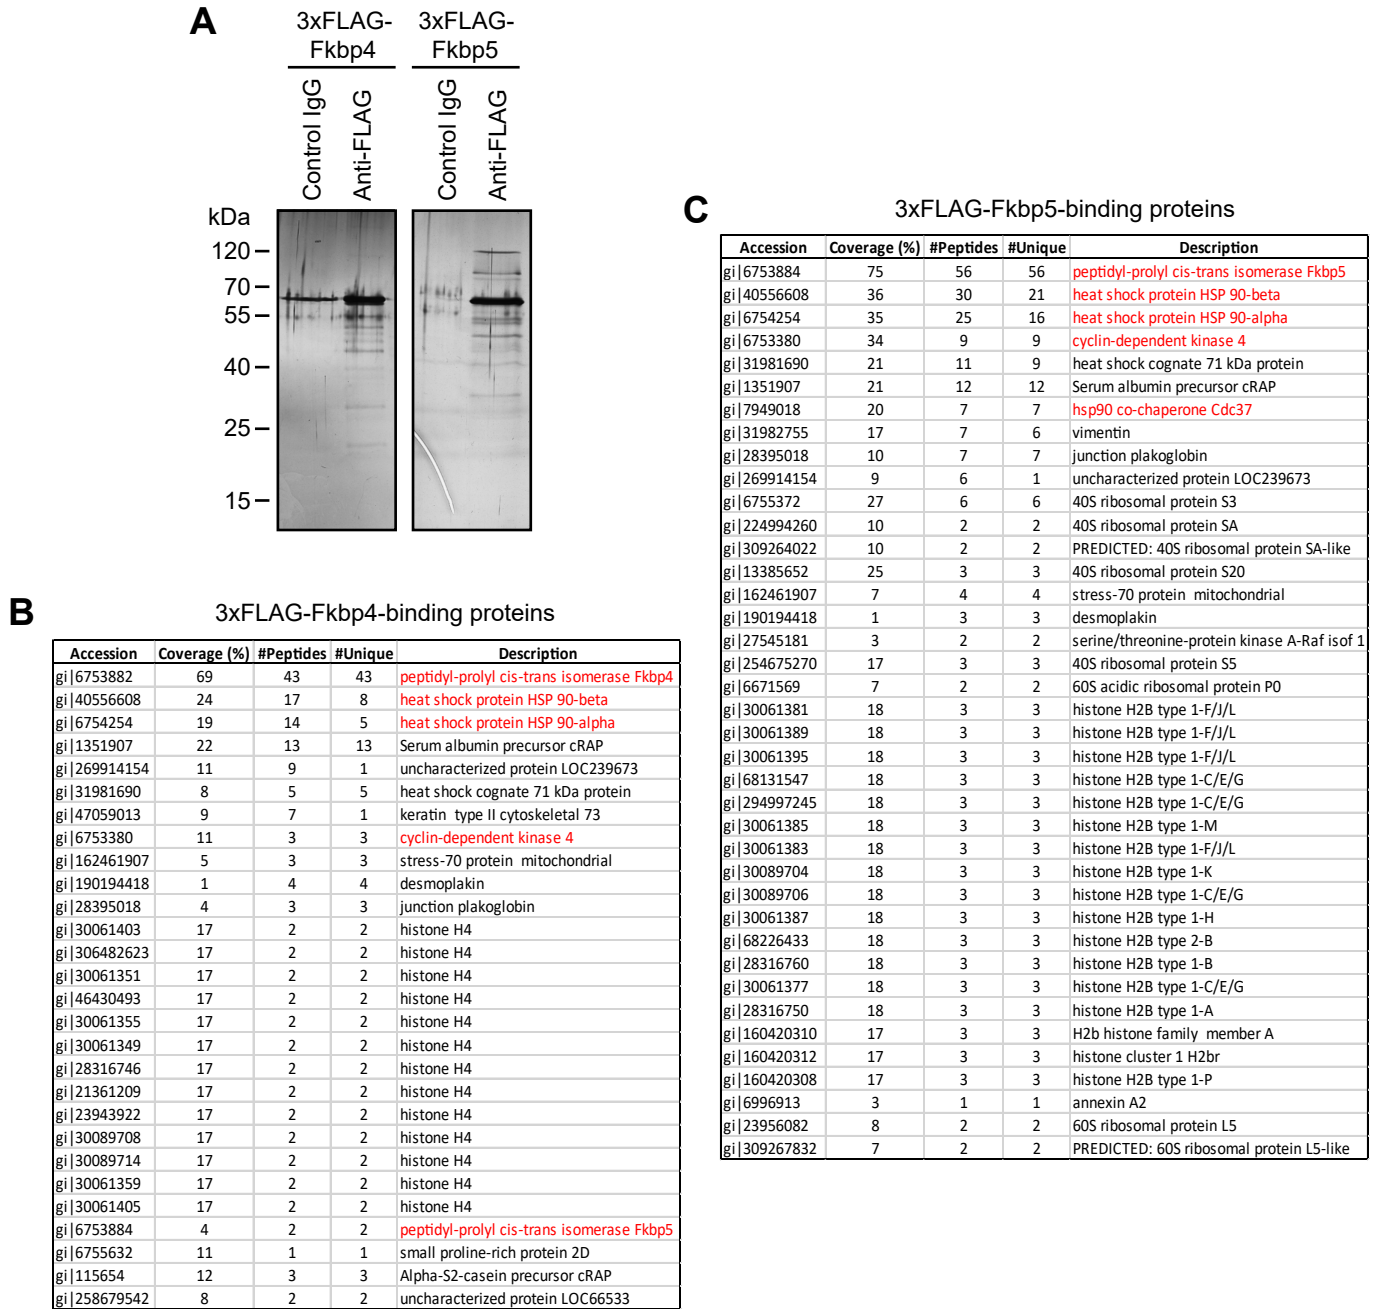 A
3xFLAG-
Fkbp4
3xFLAG-
Fkbp5
Control IgG
Anti-FLAG
Control IgG
Anti-FLAG
kDa
120
70
55
40
25
15
B
3xFLAG-Fkbp4-binding proteins
Accession Coverage (%) #Peptides #Unique Description
gi|6753882 69 43 43 peptidyl-prolyl cis-trans isomerase Fkbp4
gi|40556608 24 17 8 heat shock protein HSP 90-beta
gi|6754254 19 14 5 heat shock protein HSP 90-alpha
gi|1351907 22 13 13 Serum albumin precursor cRAP
gi|269914154 11 9 1 uncharacterized protein LOC239673
gi|31981690 8 5 5 heat shock cognate 71 kDa protein
gi|47059013 9 7 1 keratin type II cytoskeletal 73
gi|6753380 11 3 3 cyclin-dependent kinase 4
gi|162461907 5 3 3 stress-70 protein mitochondrial
gi|190194418 1 4 4 desmoplakin
gi|28395018 4 3 3 junction plakoglobin
gi|30061403 17 2 2 histone H4
gi|306482623 17 2 2 histone H4
gi|30061351 17 2 2 histone H4
gi|46430493 17 2 2 histone H4
gi|30061355 17 2 2 histone H4
gi|30061349 17 2 2 histone H4
gi|28316746 17 2 2 histone H4
gi|21361209 17 2 2 histone H4
gi|23943922 17 2 2 histone H4
gi|30089708 17 2 2 histone H4
gi|30089714 17 2 2 histone H4
gi|30061359 17 2 2 histone H4
gi|30061405 17 2 2 histone H4
gi|6753884 4 2 2 peptidyl-prolyl cis-trans isomerase Fkbp5
gi|6755632 11 1 1 small proline-rich protein 2D
gi|115654 12 3 3 Alpha-S2-casein precursor cRAP
gi|258679542 8 2 2 uncharacterized protein LOC66533
C
3xFLAG-Fkbp5-binding proteins
Accession Coverage (%) #Peptides #Unique Description
gi|6753884 75 56 56 peptidyl-prolyl cis-trans isomerase Fkbp5
gi|40556608 36 30 21 heat shock protein HSP 90-beta
gi|6754254 35 25 16 heat shock protein HSP 90-alpha
gi|6753380 34 9 9 cyclin-dependent kinase 4
gi|31981690 21 11 9 heat shock cognate 71 kDa protein
gi|1351907 21 12 12 Serum albumin precursor cRAP
gi|7949018 20 7 7 hsp90 co-chaperone Cdc37
gi|31982755 17 7 6 vimentin
gi|28395018 10 7 7 junction plakoglobin
gi|269914154 9 6 1 uncharacterized protein LOC239673
gi|6755372 27 6 6 40S ribosomal protein S3
gi|224994260 10 2 2 40S ribosomal protein SA
gi|309264022 10 2 2 PREDICTED: 40S ribosomal protein SA-like
gi|13385652 25 3 3 40S ribosomal protein S20
gi|162461907 7 4 4 stress-70 protein mitochondrial
gi|190194418 1 3 3 desmoplakin
gi|27545181 3 2 2 serine/threonine-protein kinase A-Raf isof 1
gi|254675270 17 3 3 40S ribosomal protein S5
gi|6671569 7 2 2 60S acidic ribosomal protein P0
gi|30061381 18 3 3 histone H2B type 1-F/J/L
gi|30061389 18 3 3 histone H2B type 1-F/J/L
gi|30061395 18 3 3 histone H2B type 1-F/J/L
gi|68131547 18 3 3 histone H2B type 1-C/E/G
gi|294997245 18 3 3 histone H2B type 1-C/E/G
gi|30061385 18 3 3 histone H2B type 1-M
gi|30061383 18 3 3 histone H2B type 1-F/J/L
gi|30089704 18 3 3 histone H2B type 1-K
gi|30089706 18 3 3 histone H2B type 1-C/E/G
gi|30061387 18 3 3 histone H2B type 1-H
gi|68226433 18 3 3 histone H2B type 2-B
gi|28316760 18 3 3 histone H2B type 1-B
gi|30061377 18 3 3 histone H2B type 1-C/E/G
gi|28316750 18 3 3 histone H2B type 1-A
gi|160420310 17 3 3 H2b histone family member A
gi|160420312 17 3 3 histone cluster 1 H2br
gi|160420308 17 3 3 histone H2B type 1-P
gi|6996913 3 1 1 annexin A2
gi|23956082 8 2 2 60S ribosomal protein L5
gi|309267832 7 2 2 PREDICTED: 60S ribosomal protein L5-like